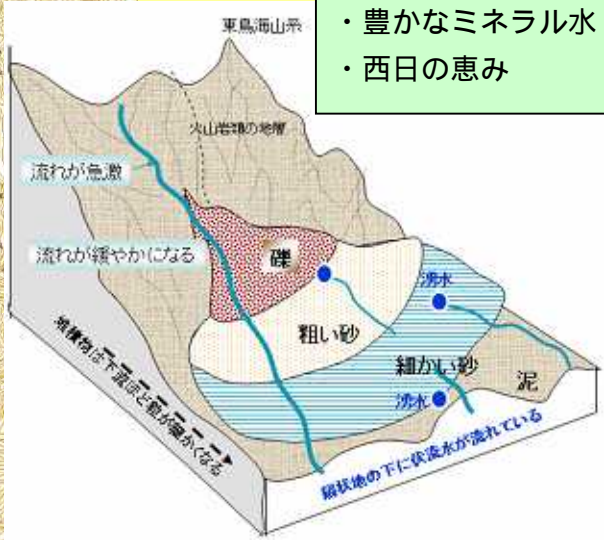 ・豊かなミネラル水
・西日の恵み
東鳥海山系
火山岩類の地層
流れが急激
流れが緩やかになる
礫
湧水
粗い砂
細かい砂
泥
湧水
堆積物は下流ほど粒が細かくなる
扇状地の下に伏流水が流れている